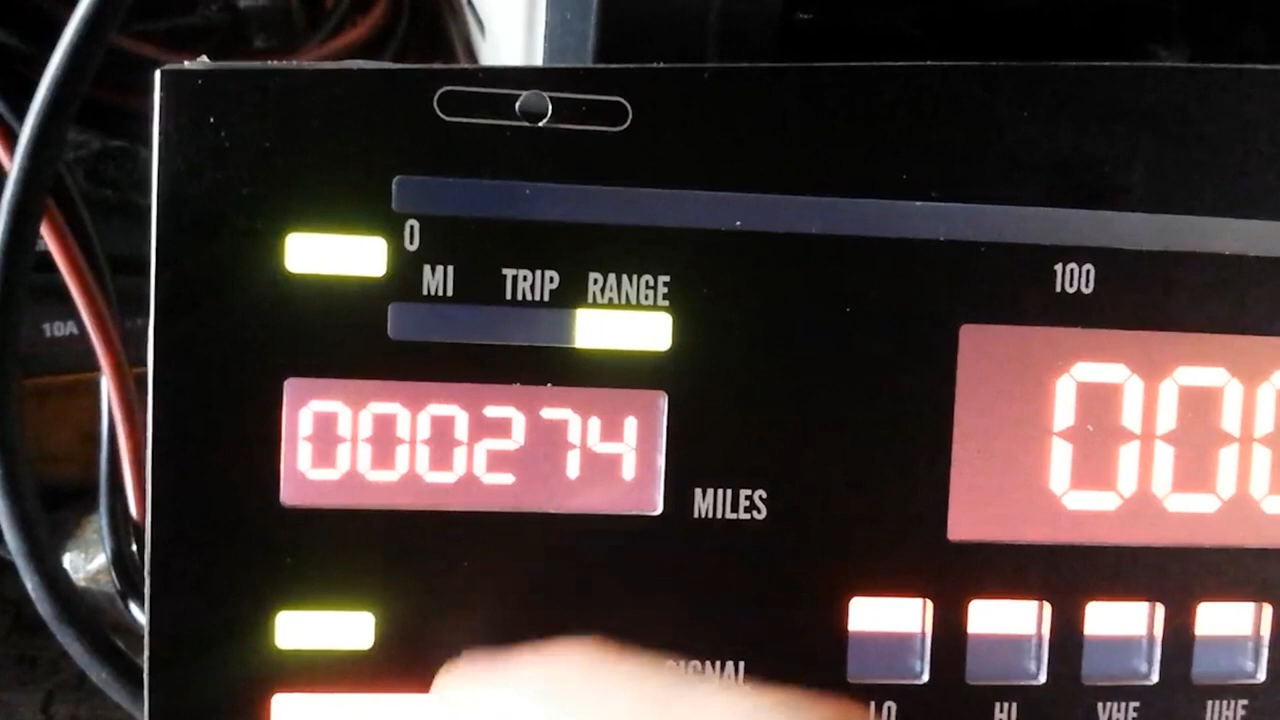 0
100
MI TRIP RANGE
10A
000274
000
MILES
SIGNAL
LO HI VHF UHF